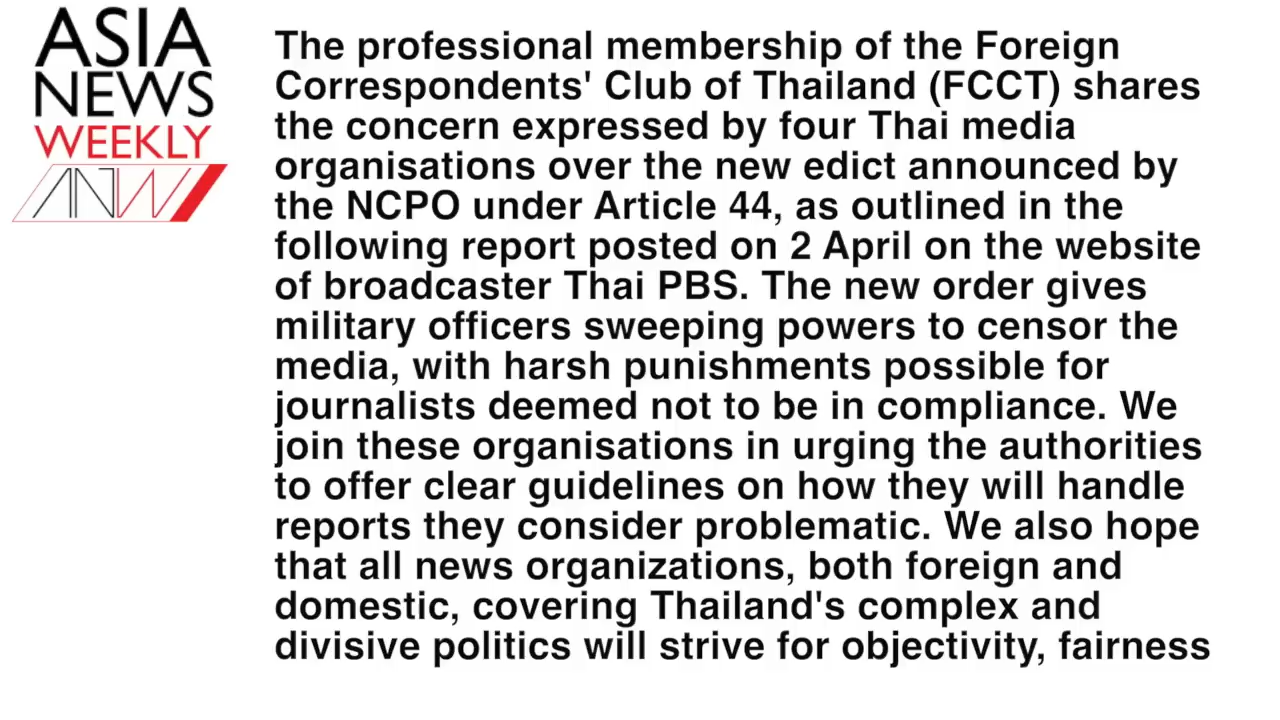 ASIA
NEWS
WEEKLY
ANW
The professional membership of the Foreign
Correspondents' Club of Thailand (FCCT) shares
the concern expressed by four Thai media
organisations over the new edict announced by
the NCPO under Article 44, as outlined in the
following report posted on 2 April on the website
of broadcaster Thai PBS. The new order gives
military officers sweeping powers to censor the
media, with harsh punishments possible for
journalists deemed not to be in compliance. We
join these organisations in urging the authorities
to offer clear guidelines on how they will handle
reports they consider problematic. We also hope
that all news organizations, both foreign and
domestic, covering Thailand's complex and
divisive politics will strive for objectivity, fairness